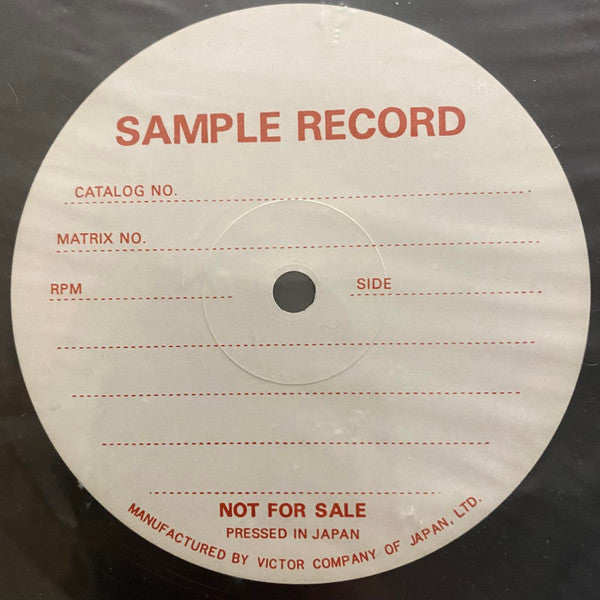 SAMPLE RECORD
CATALOG NO.
MATRIX NO.
RPM SIDE
NOT FOR SALE
PRESSED IN JAPAN
MANUFACTURED BY VICTOR COMPANY OF JAPAN, LTD.